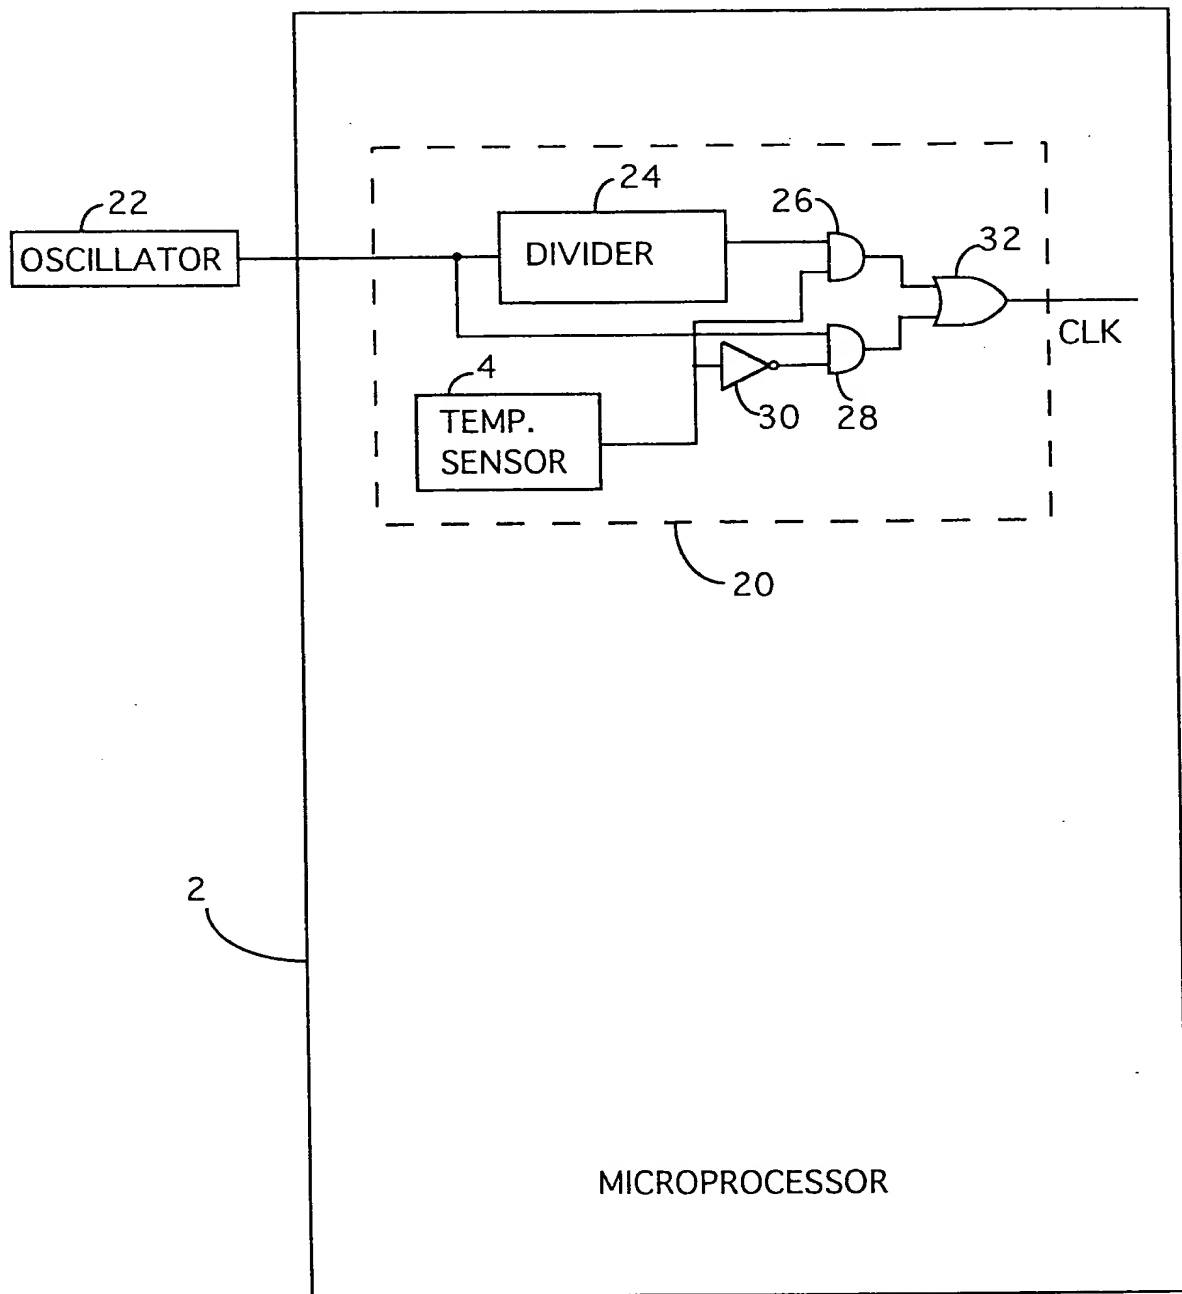 24
26
22
32
OSCILLATOR
DIVIDER
CLK
4
30
28
TEMP.
SENSOR
20
2
MICROPROCESSOR